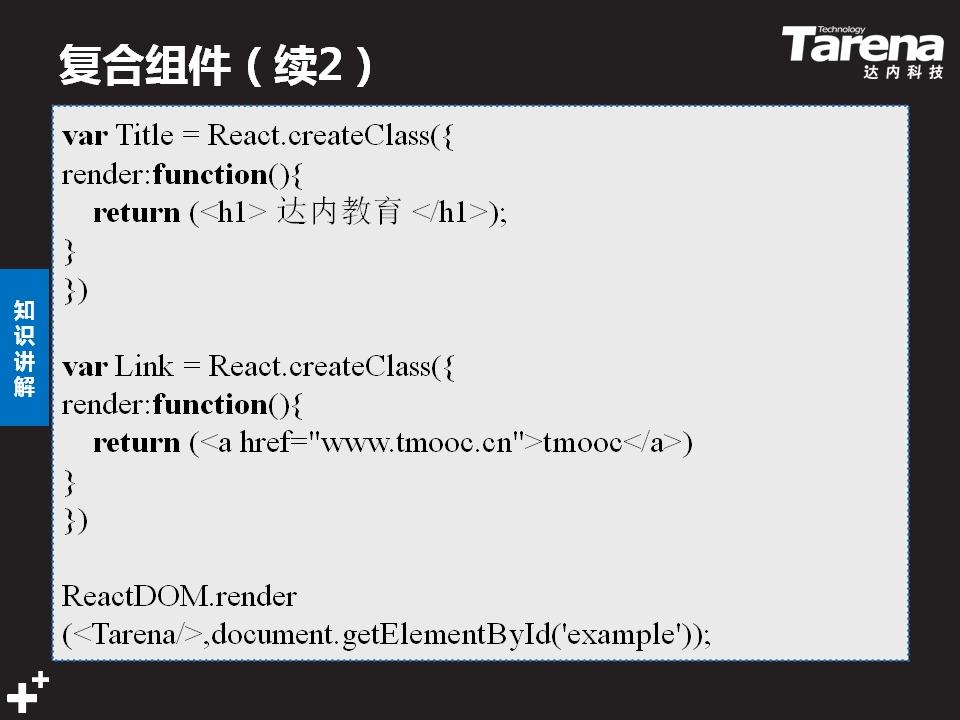 复合组件（续2）
Technology
Tarena
达内科技
var Title = React.createClass({
render:function(){
return (<h1> 达内教育 </h1>);
}
})
var Link = React.createClass({
render:function(){
return (<a href="www.tmooc.cn">tmooc</a>)
}
})
ReactDOM.render
(<Tarena/>,document.getElementById('example'));
知识讲解